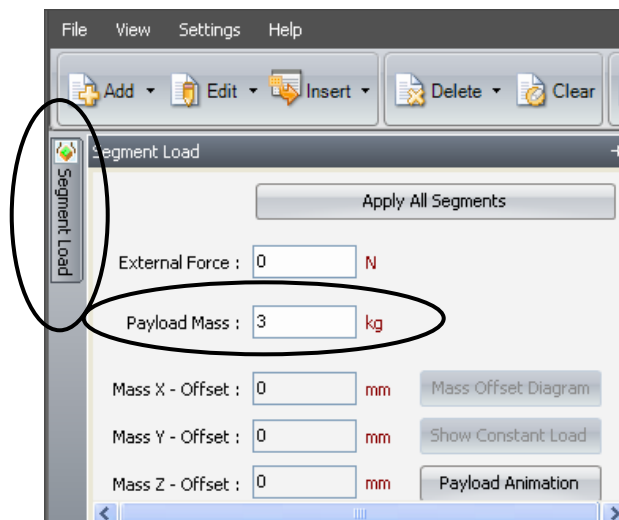 File View Settings Help
Add Edit Insert Delete Clear
Segment Load
Segment Load
Apply All Segments
External Force : 0 N
Payload Mass : 3 kg
Mass X - Offset : 0 mm Mass Offset Diagram
Mass Y - Offset : 0 mm Show Constant Load
Mass Z - Offset : 0 mm Payload Animation